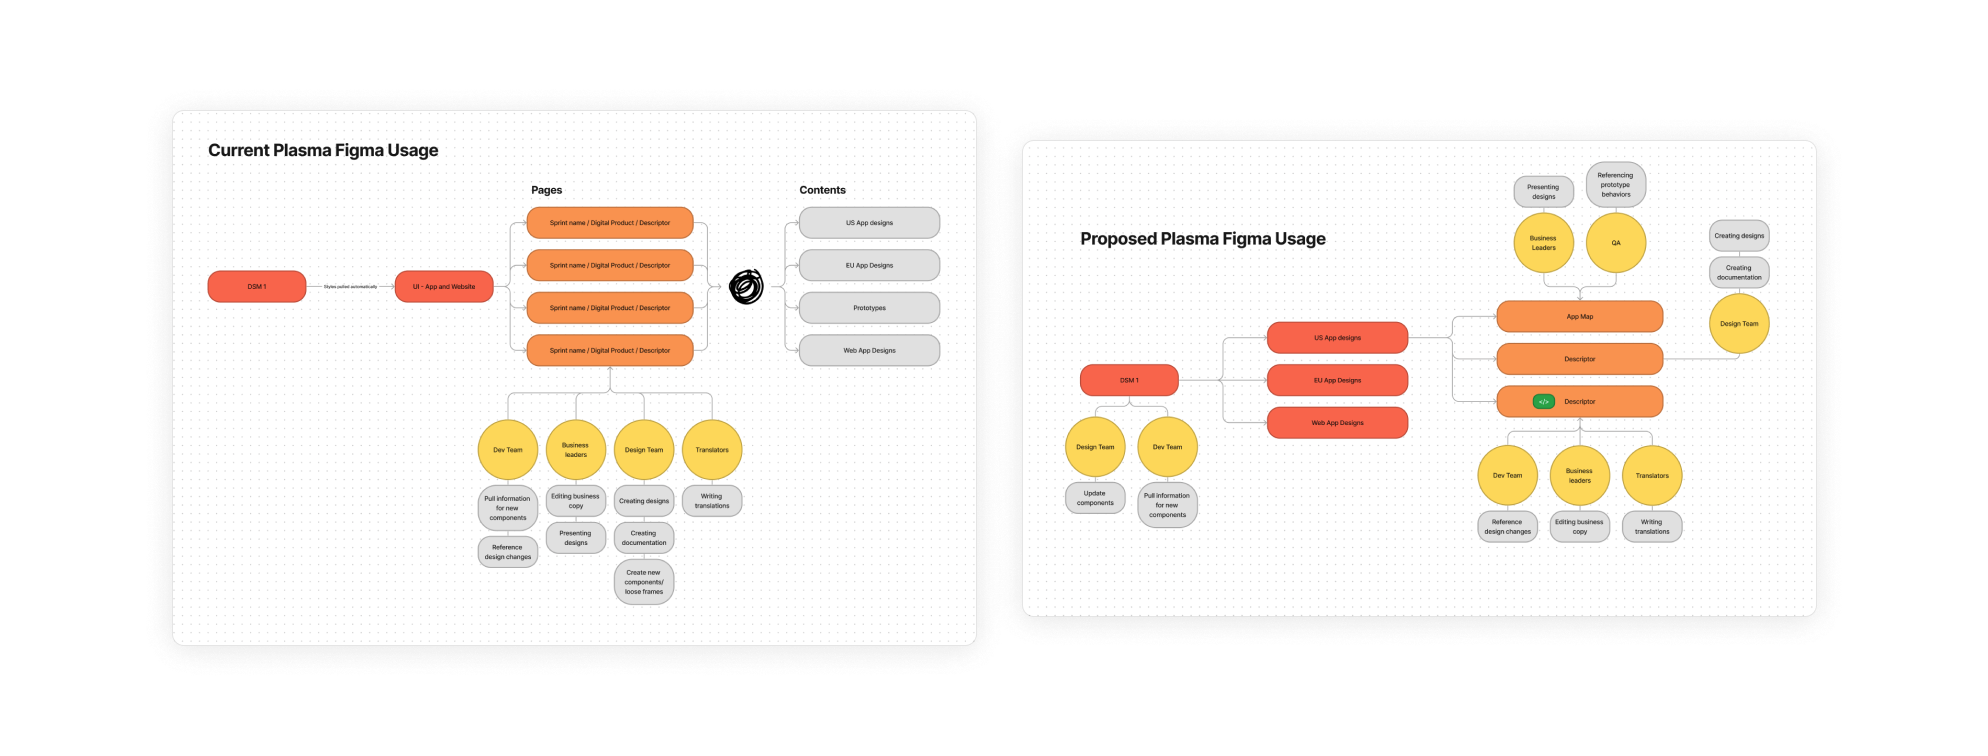 Current Plasma Figma Usage
Pages
Contents
DSM 1
Styles pulled automatically
UI - App and Website
Sprint name / Digital Product / Descriptor
Sprint name / Digital Product / Descriptor
Sprint name / Digital Product / Descriptor
Sprint name / Digital Product / Descriptor
US App designs
EU App Designs
Prototypes
Web App Designs
Dev Team
Pull information
for new
components
Reference
design changes
Business
leaders
Editing business
copy
Presenting
designs
Design Team
Creating designs
Creating
documentation
Create new
components/
loose frames
Translators
Writing
translations
Proposed Plasma Figma Usage
DSM 1
Design Team
Update
components
Dev Team
Pull information
for new
components
US App designs
EU App Designs
Web App Designs
Presenting
designs
Business
Leaders
Referencing
prototype
behaviors
QA
App Map
Descriptor
</> Descriptor
Creating designs
Creating
documentation
Design Team
Dev Team
Reference
design changes
Business
leaders
Editing business
copy
Translators
Writing
translations